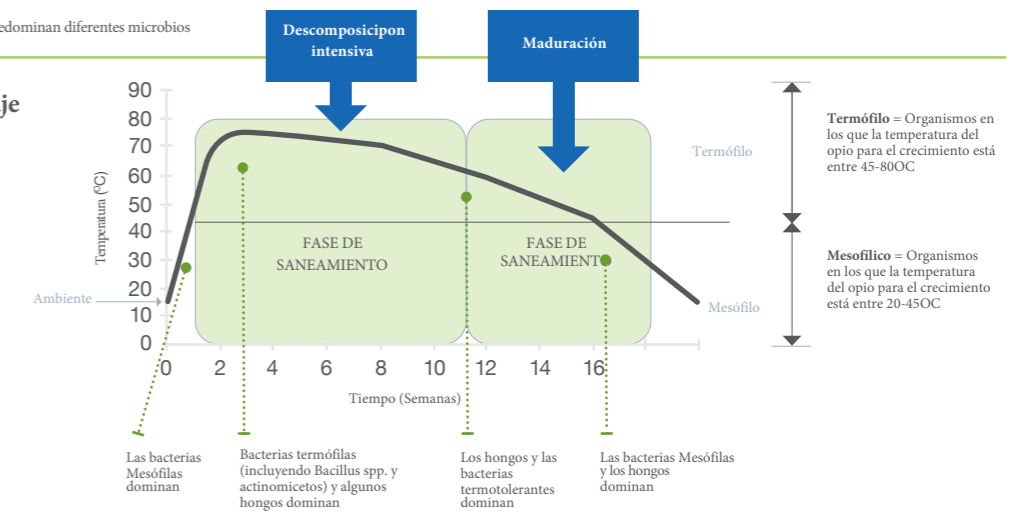 edominan diferentes microbios
je
Descomposicipon
intensiva
Maduración
90
80
70
60
50
40
30
20
10
0
Temperatura (ºC)
Ambiente
FASE DE
SANEAMIENTO
FASE DE
SANEAMIENT
Termófilo
Mesófilo
0 2 4 6 8 10 12 14 16
Tiempo (Semanas)
Termófilo = Organismos en
los que la temperatura del
opio para el crecimiento está
entre 45-80OC
Mesofílico = Organismos
en los que la temperatura
del opio para el crecimiento
está entre 20-45OC
Las bacterias
Mesófilas
dominan
Bacterias termófilas
(incluyendo Bacillus spp. y
actinomicetos) y algunos
hongos dominan
Los hongos y las
bacterias
termotolerantes
dominan
Las bacterias Mesófilas
y los hongos
dominan